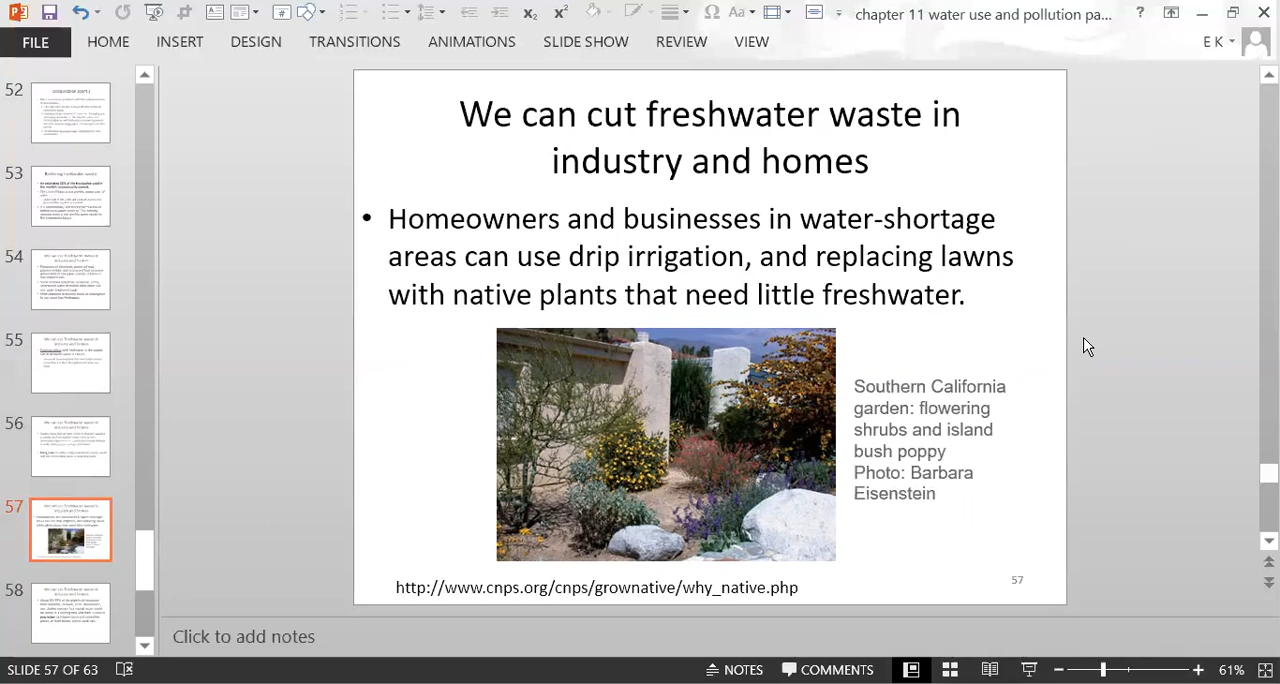 chapter 11 water use and pollution pa...
FILE
HOME
INSERT
DESIGN
TRANSITIONS
ANIMATIONS
SLIDE SHOW
REVIEW
VIEW
E K
52
53
54
55
56
57
58
We can cut freshwater waste in
industry and homes
• Homeowners and businesses in water-shortage
areas can use drip irrigation, and replacing lawns
with native plants that need little freshwater.
Southern California
garden: flowering
shrubs and island
bush poppy
Photo: Barbara
Eisenstein
http://www.cnps.org/cnps/grownative/why_native.php
57
Click to add notes
SLIDE 57 OF 63
NOTES
COMMENTS
61%